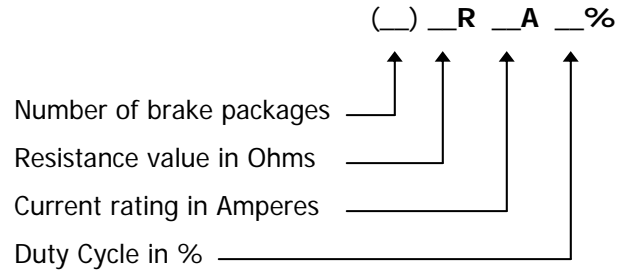 (__) __R __A __%
Number of brake packages
Resistance value in Ohms
Current rating in Amperes
Duty Cycle in %